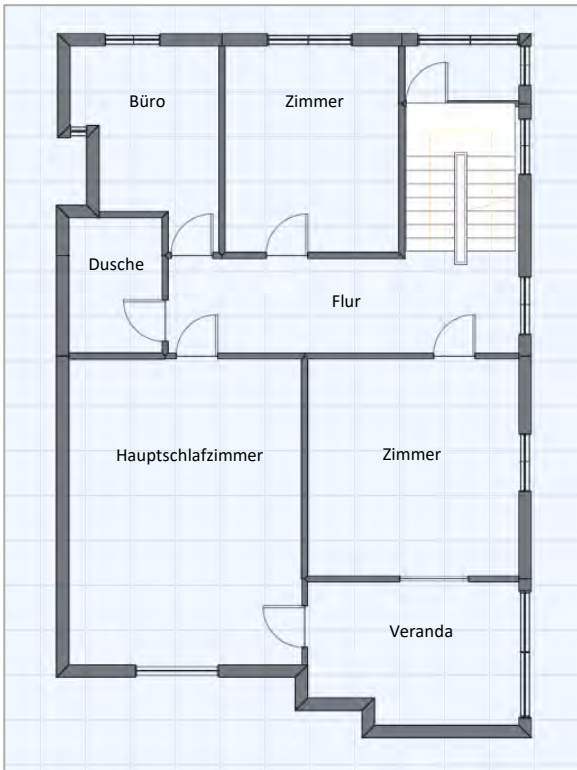 Büro
Zimmer
Dusche
Flur
Hauptschlafzimmer
Zimmer
Veranda